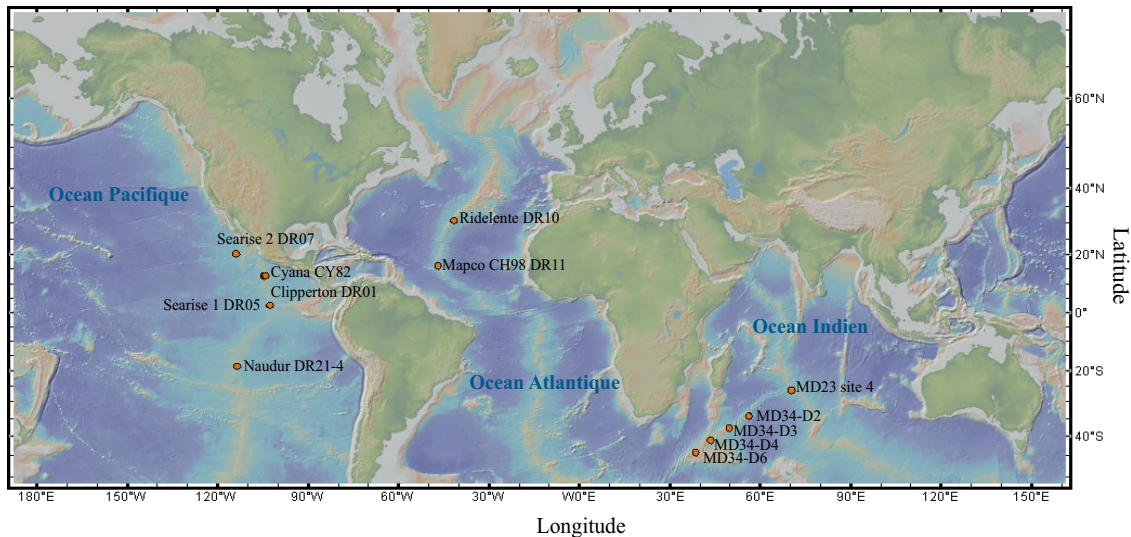 60°N
Ocean Pacifique
40°N
Ridelente DR10
Searise 2 DR07
20°N
Mapco CH98 DR11
Cyana CY82
Clipperton DR01
Searise 1 DR05
0°
Latitude
Ocean Indien
Naudur DR21-4
20°S
Ocean Atlantique
MD23 site 4
MD34-D2
MD34-D3
40°S
MD34-D4
MD34-D6
180°E 150°W 120°W 90°W 60°W 30°W 0°E 30°E 60°E 90°E 120°E 150°E
Longitude